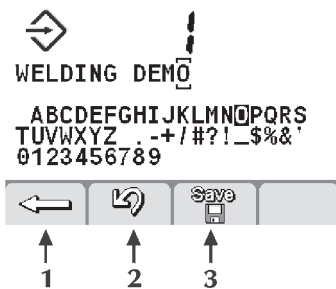 1
WELDING DEMO
ABCDEFGHIJKLMNOPQRS
TUVWXYZ .-+/#?!_$%&'
0123456789
Save
1 2 3